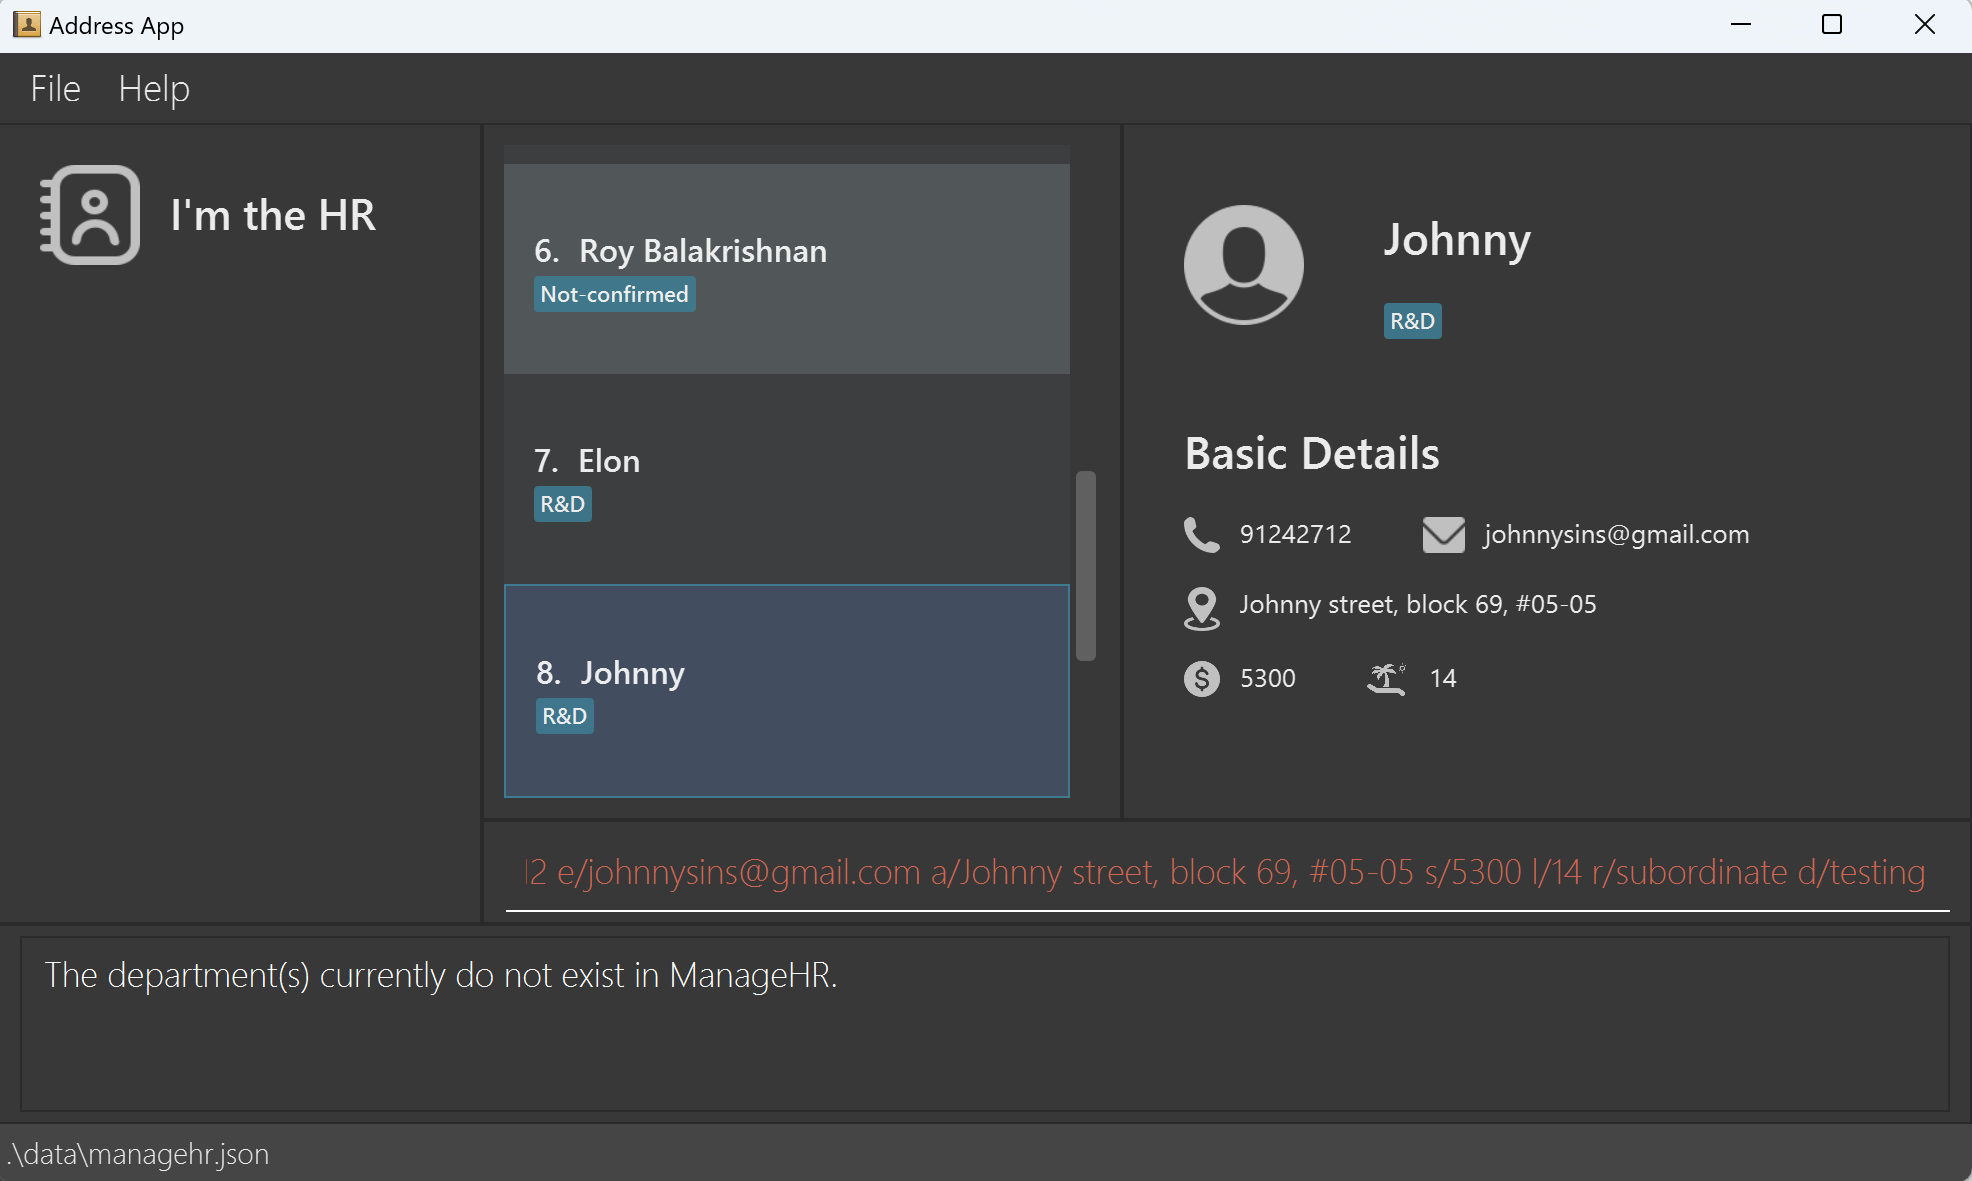 Address App
File Help
I'm the HR
6. Roy Balakrishnan
Not-confirmed
7. Elon
R&D
8. Johnny
R&D
Johnny
R&D
Basic Details
91242712 johnnysins@gmail.com
Johnny street, block 69, #05-05
5300 14
2 e/johnnysins@gmail.com a/Johnny street, block 69, #05-05 s/5300 l/14 r/subordinate d/testing
The department(s) currently do not exist in ManageHR.
.\data\managehr.json